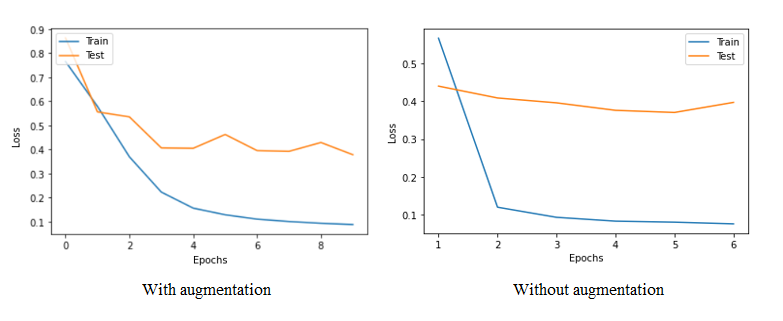 0.9
0.8
0.7
0.6
0.5
0.4
0.3
0.2
0.1
Loss
Train
Test
0 2 4 6 8
Epochs
With augmentation
0.5
0.4
0.3
0.2
0.1
Loss
Train
Test
1 2 3 4 5 6
Epochs
Without augmentation